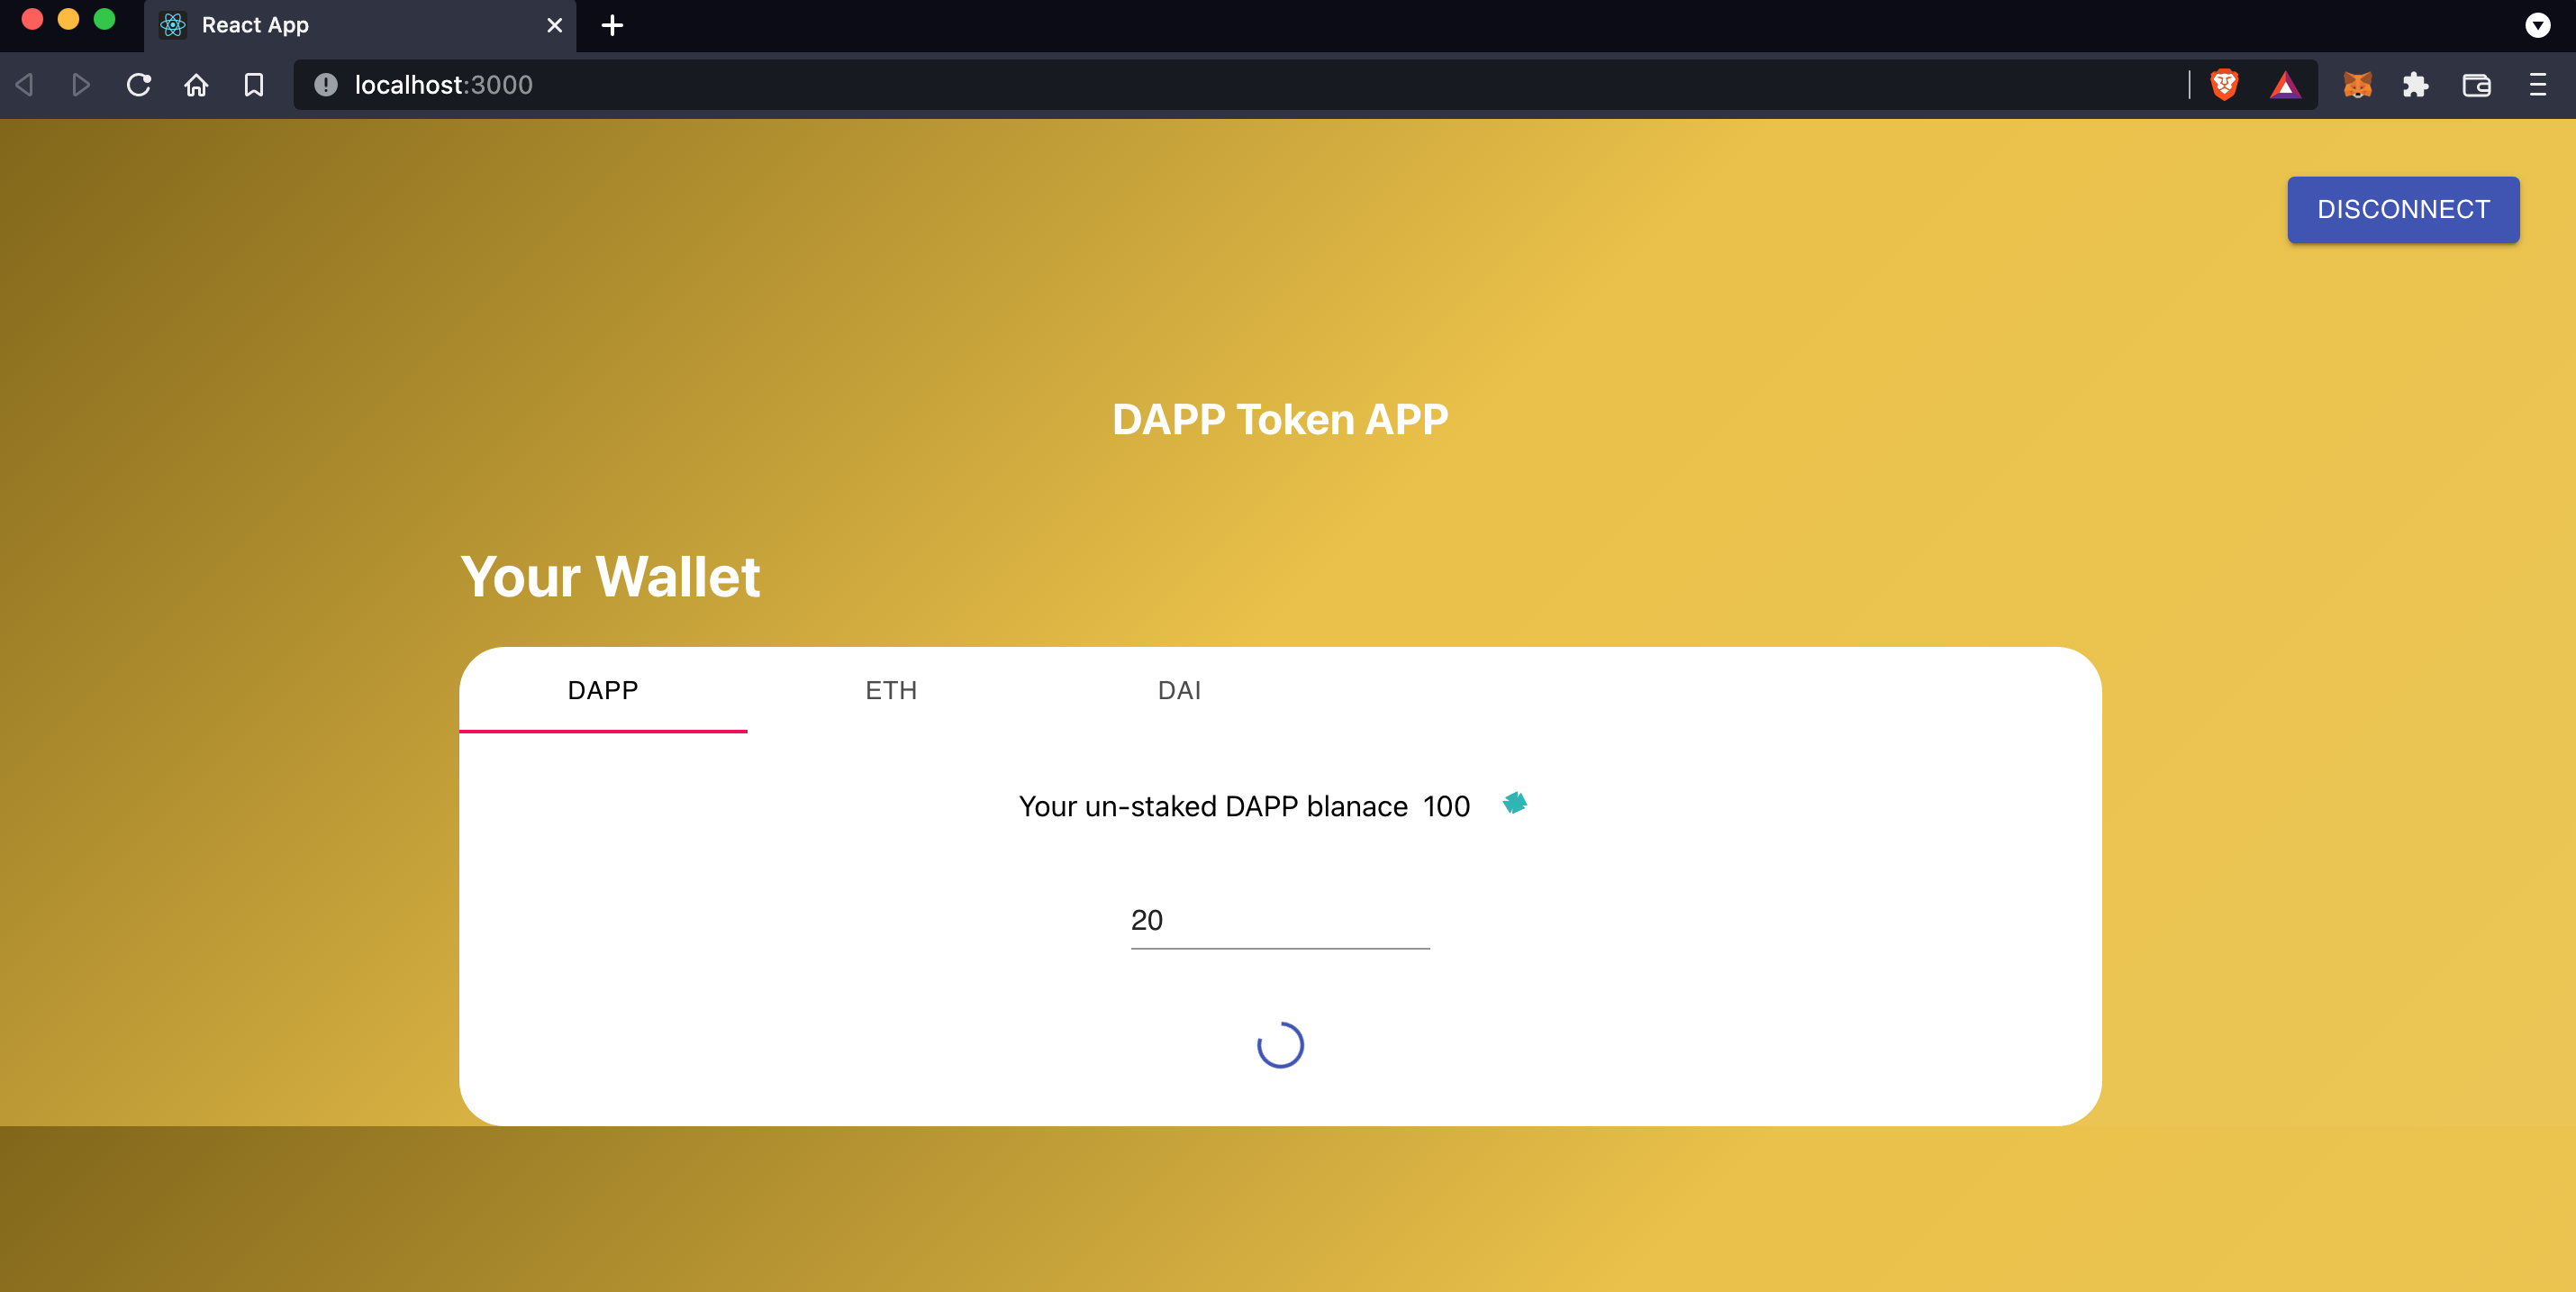 React App
localhost:3000
DISCONNECT
DAPP Token APP
Your Wallet
DAPP ETH DAI
Your un-staked DAPP blanace 100
20